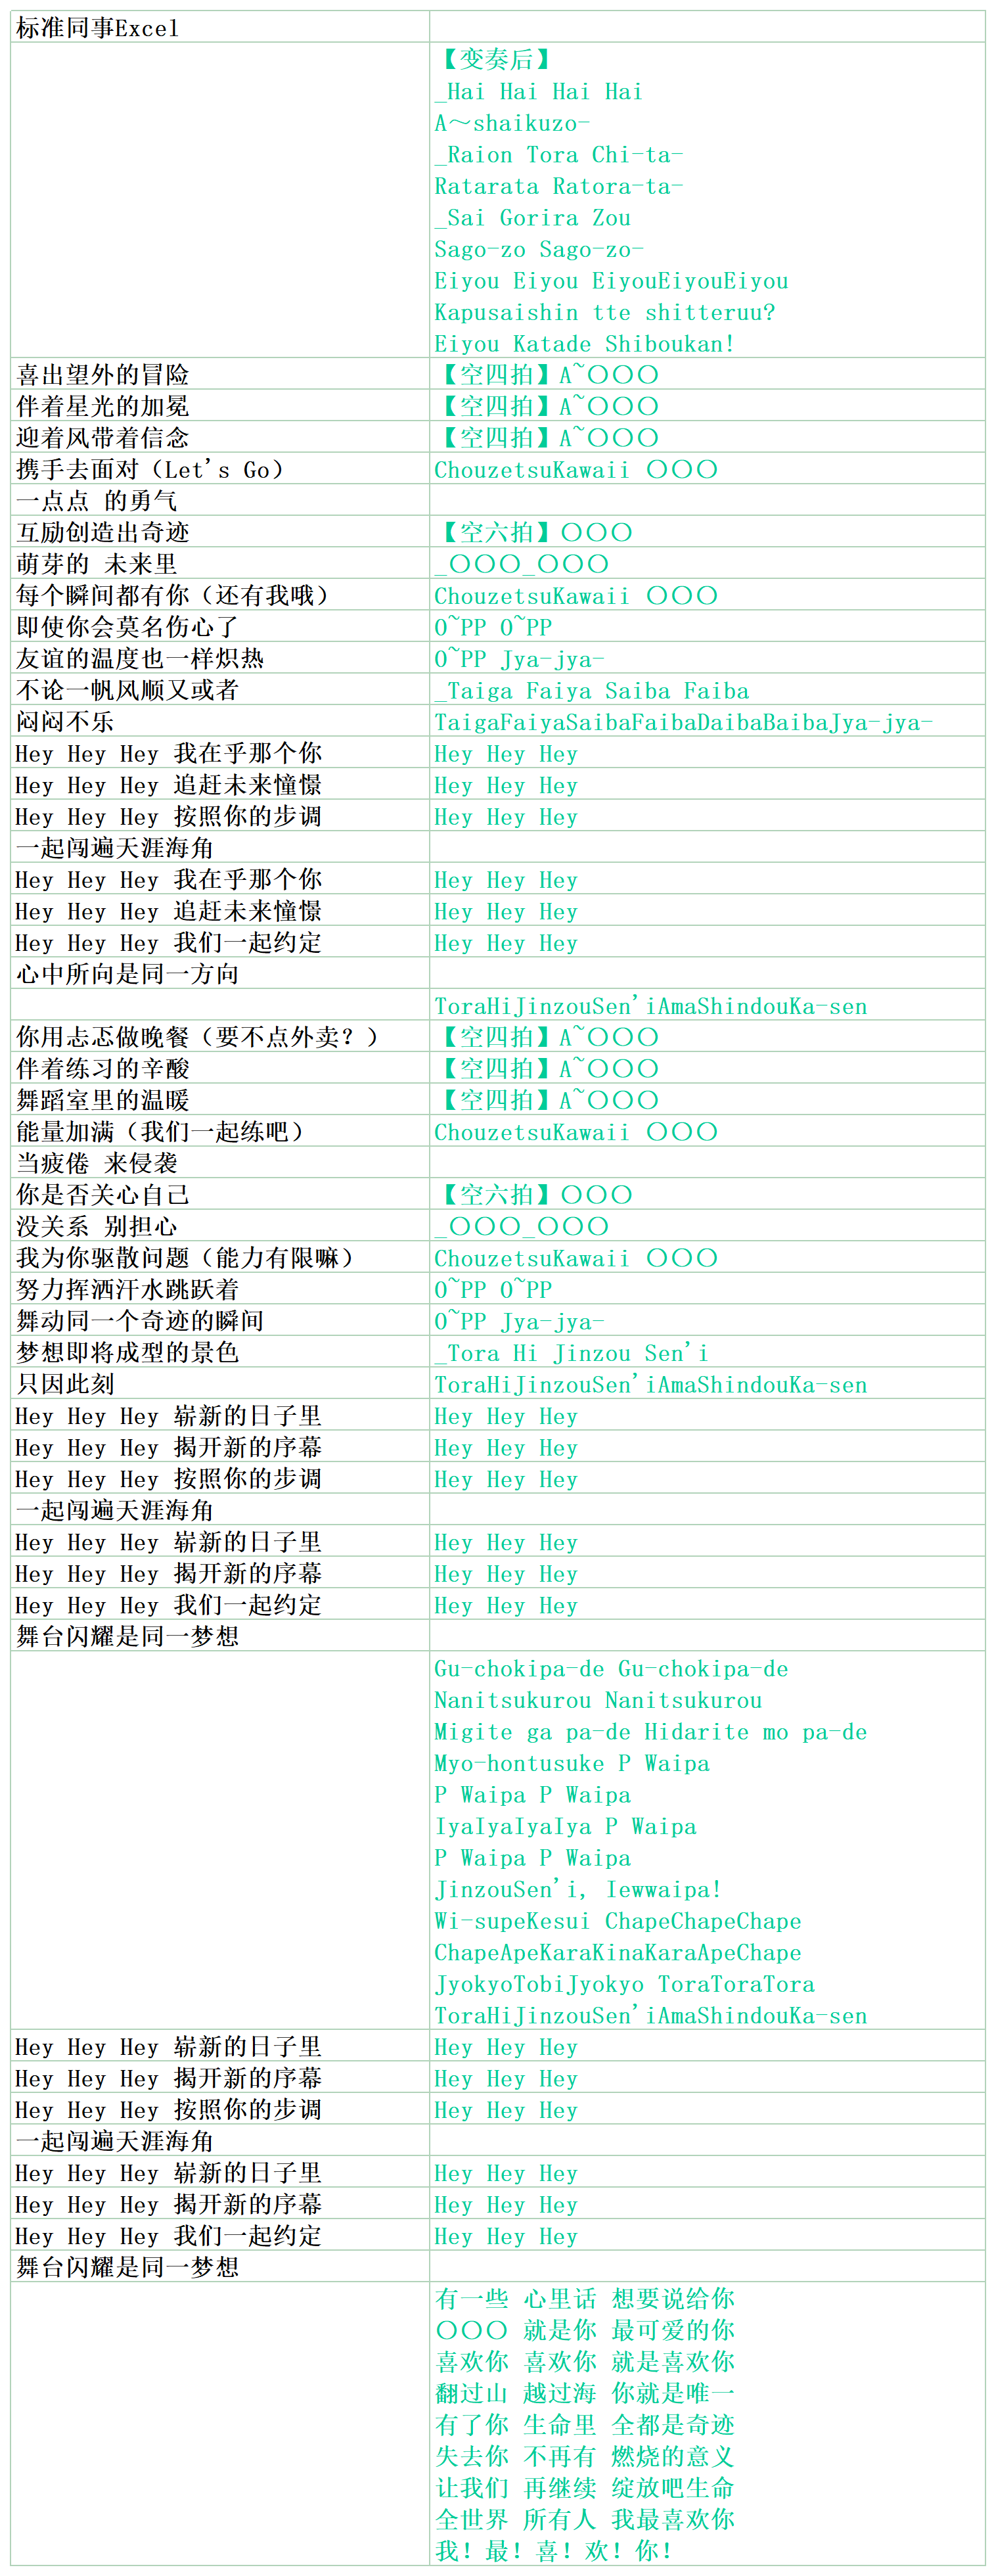 标准同事Excel
【变奏后】
_Hai Hai Hai Hai
A～shaikuzo-
_Raion Tora Chi-ta-
Ratarata Ratora-ta-
_Sai Gorira Zou
Sago-zo Sago-zo-
Eiyou Eiyou EiyouEiyouEiyou
Kapusaishin tte shitteruu?
Eiyou Katade Shiboukan!
喜出望外的冒险 【空四拍】A~〇〇〇
伴着星光的加冕 【空四拍】A~〇〇〇
迎着风带着信念 【空四拍】A~〇〇〇
携手去面对（Let's Go） ChouzetsuKawaii 〇〇〇
一点点 的勇气
互励创造出奇迹 【空六拍】〇〇〇
萌芽的 未来里 _〇〇〇_〇〇〇
每个瞬间都有你（还有我哦） ChouzetsuKawaii 〇〇〇
即使你会莫名伤心了 O~PP O~PP
友谊的温度也一样炽热 O~PP Jya-jya-
不论一帆风顺又或者 _Taiga Faiya Saiba Faiba
闷闷不乐 TaigaFaiyaSaibaFaibaDaibaBaibaJya-jya-
Hey Hey Hey 我在乎那个你 Hey Hey Hey
Hey Hey Hey 追赶未来憧憬 Hey Hey Hey
Hey Hey Hey 按照你的步调 Hey Hey Hey
一起闯遍天涯海角
Hey Hey Hey 我在乎那个你 Hey Hey Hey
Hey Hey Hey 追赶未来憧憬 Hey Hey Hey
Hey Hey Hey 我们一起约定 Hey Hey Hey
心中所向是同一方向
ToraHiJinzouSen'iAmaShindouKa-sen
你用忐忑做晚餐（要不点外卖？） 【空四拍】A~〇〇〇
伴着练习的辛酸 【空四拍】A~〇〇〇
舞蹈室里的温暖 【空四拍】A~〇〇〇
能量加满（我们一起练吧） ChouzetsuKawaii 〇〇〇
当疲倦 来侵袭
你是否关心自己 【空六拍】〇〇〇
没关系 别担心 _〇〇〇_〇〇〇
我为你驱散问题（能力有限嘛） ChouzetsuKawaii 〇〇〇
努力挥洒汗水跳跃着 O~PP O~PP
舞动同一个奇迹的瞬间 O~PP Jya-jya-
梦想即将成型的景色 _Tora Hi Jinzou Sen'i
只因此刻 ToraHiJinzouSen'iAmaShindouKa-sen
Hey Hey Hey 崭新的日子里 Hey Hey Hey
Hey Hey Hey 揭开新的序幕 Hey Hey Hey
Hey Hey Hey 按照你的步调 Hey Hey Hey
一起闯遍天涯海角
Hey Hey Hey 崭新的日子里 Hey Hey Hey
Hey Hey Hey 揭开新的序幕 Hey Hey Hey
Hey Hey Hey 我们一起约定 Hey Hey Hey
舞台闪耀是同一梦想
Gu-chokipa-de Gu-chokipa-de
Nanitsukurou Nanitsukurou
Migite ga pa-de Hidarite mo pa-de
Myo-hontusuke P Waipa
P Waipa P Waipa
IyaIyaIyaIya P Waipa
P Waipa P Waipa
JinzouSen'i, Iewwaipa!
Wi-supeKesui ChapeChapeChape
ChapeApeKaraKinaKaraApeChape
JyokyoTobiJyokyo ToraToraTora
ToraHiJinzouSen'iAmaShindouKa-sen
Hey Hey Hey 崭新的日子里 Hey Hey Hey
Hey Hey Hey 揭开新的序幕 Hey Hey Hey
Hey Hey Hey 按照你的步调 Hey Hey Hey
一起闯遍天涯海角
Hey Hey Hey 崭新的日子里 Hey Hey Hey
Hey Hey Hey 揭开新的序幕 Hey Hey Hey
Hey Hey Hey 我们一起约定 Hey Hey Hey
舞台闪耀是同一梦想
有一些 心里话 想要说给你
〇〇〇 就是你 最可爱的你
喜欢你 喜欢你 就是喜欢你
翻过山 越过海 你就是唯一
有了你 生命里 全都是奇迹
失去你 不再有 燃烧的意义
让我们 再继续 绽放吧生命
全世界 所有人 我最喜欢你
我！最！喜！欢！你！